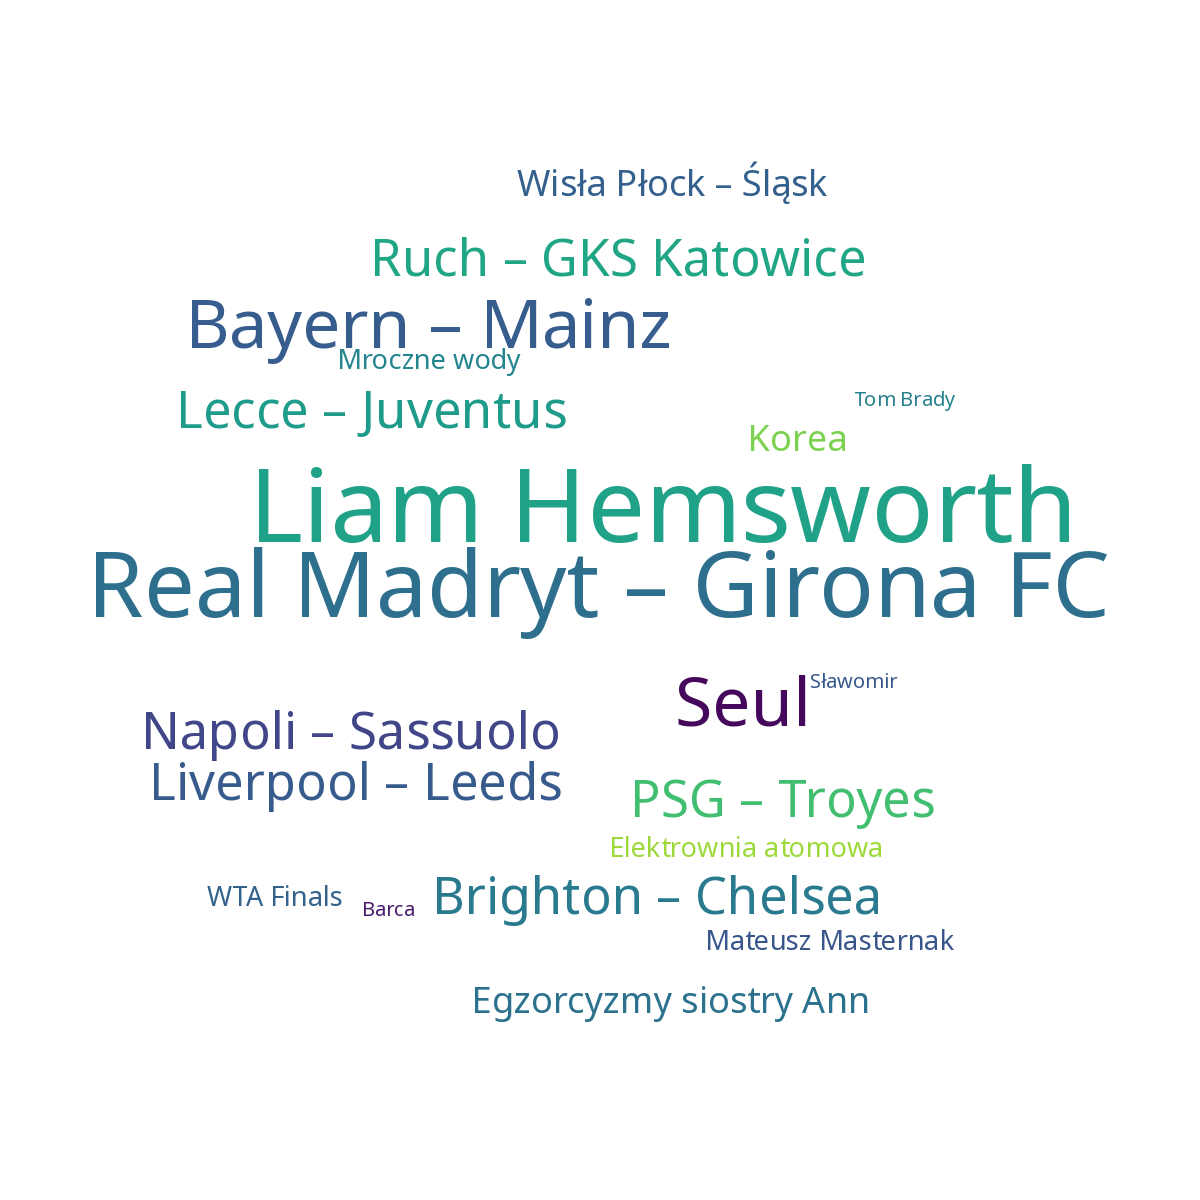 Wisła Płock – Śląsk
Ruch – GKS Katowice
Bayern – Mainz
Mroczne wody
Lecce – Juventus
Tom Brady
Korea
Liam Hemsworth
Real Madryt – Girona FC
Seul
Sławomir
Napoli – Sassuolo
Liverpool – Leeds
PSG – Troyes
Elektrownia atomowa
WTA Finals
Barca
Brighton – Chelsea
Mateusz Masternak
Egzorcyzmy siostry Ann